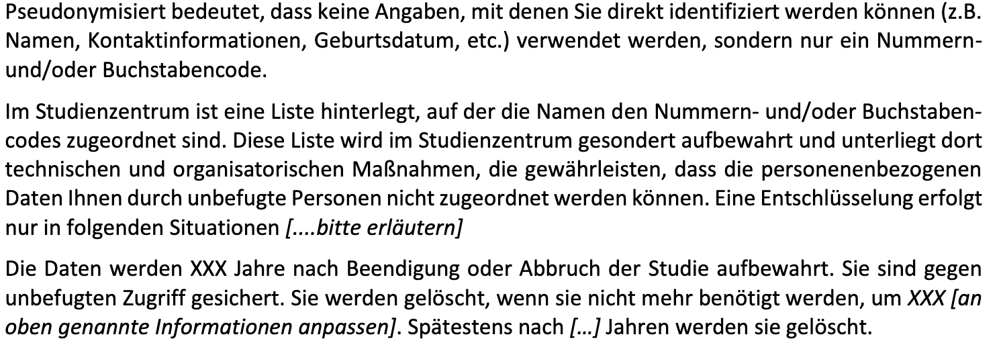 Pseudonymisiert bedeutet, dass keine Angaben, mit denen Sie direkt identifiziert werden können (z.B.
Namen, Kontaktinformationen, Geburtsdatum, etc.) verwendet werden, sondern nur ein Nummern-
und/oder Buchstabencode.
Im Studienzentrum ist eine Liste hinterlegt, auf der die Namen den Nummern- und/oder Buchstaben-
codes zugeordnet sind. Diese Liste wird im Studienzentrum gesondert aufbewahrt und unterliegt dort
technischen und organisatorischen Maßnahmen, die gewährleisten, dass die personenenbezogenen
Daten Ihnen durch unbefugte Personen nicht zugeordnet werden können. Eine Entschlüsselung erfolgt
nur in folgenden Situationen [....bitte erläutern]
Die Daten werden XXX Jahre nach Beendigung oder Abbruch der Studie aufbewahrt. Sie sind gegen
unbefugten Zugriff gesichert. Sie werden gelöscht, wenn sie nicht mehr benötigt werden, um XXX [an
oben genannte Informationen anpassen]. Spätestens nach [...] Jahren werden sie gelöscht.